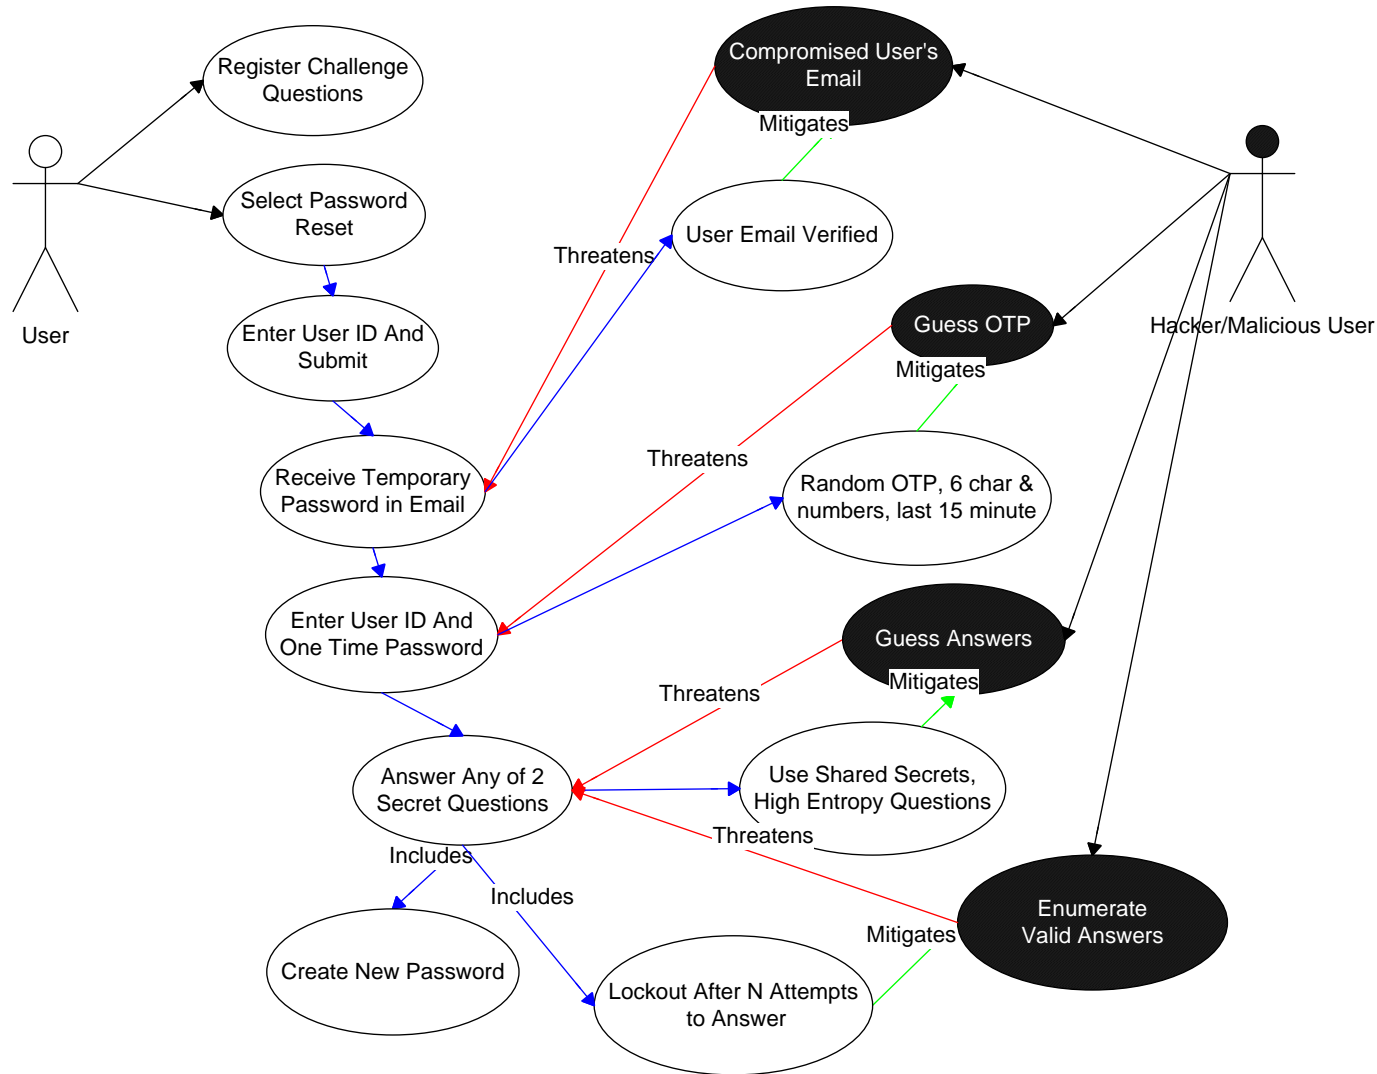 Register Challenge
Questions
Compromised User's
Email
Mitigates
Select Password
Reset
User Email Verified
Threatens
User
Enter User ID And
Submit
Guess OTP
Hacker/Malicious User
Mitigates
Threatens
Receive Temporary
Password in Email
Random OTP, 6 char &
numbers, last 15 minute
Enter User ID And
One Time Password
Guess Answers
Mitigates
Threatens
Answer Any of 2
Secret Questions
Use Shared Secrets,
High Entropy Questions
Threatens
Includes
Includes
Enumerate
Valid Answers
Mitigates
Create New Password
Lockout After N Attempts
to Answer